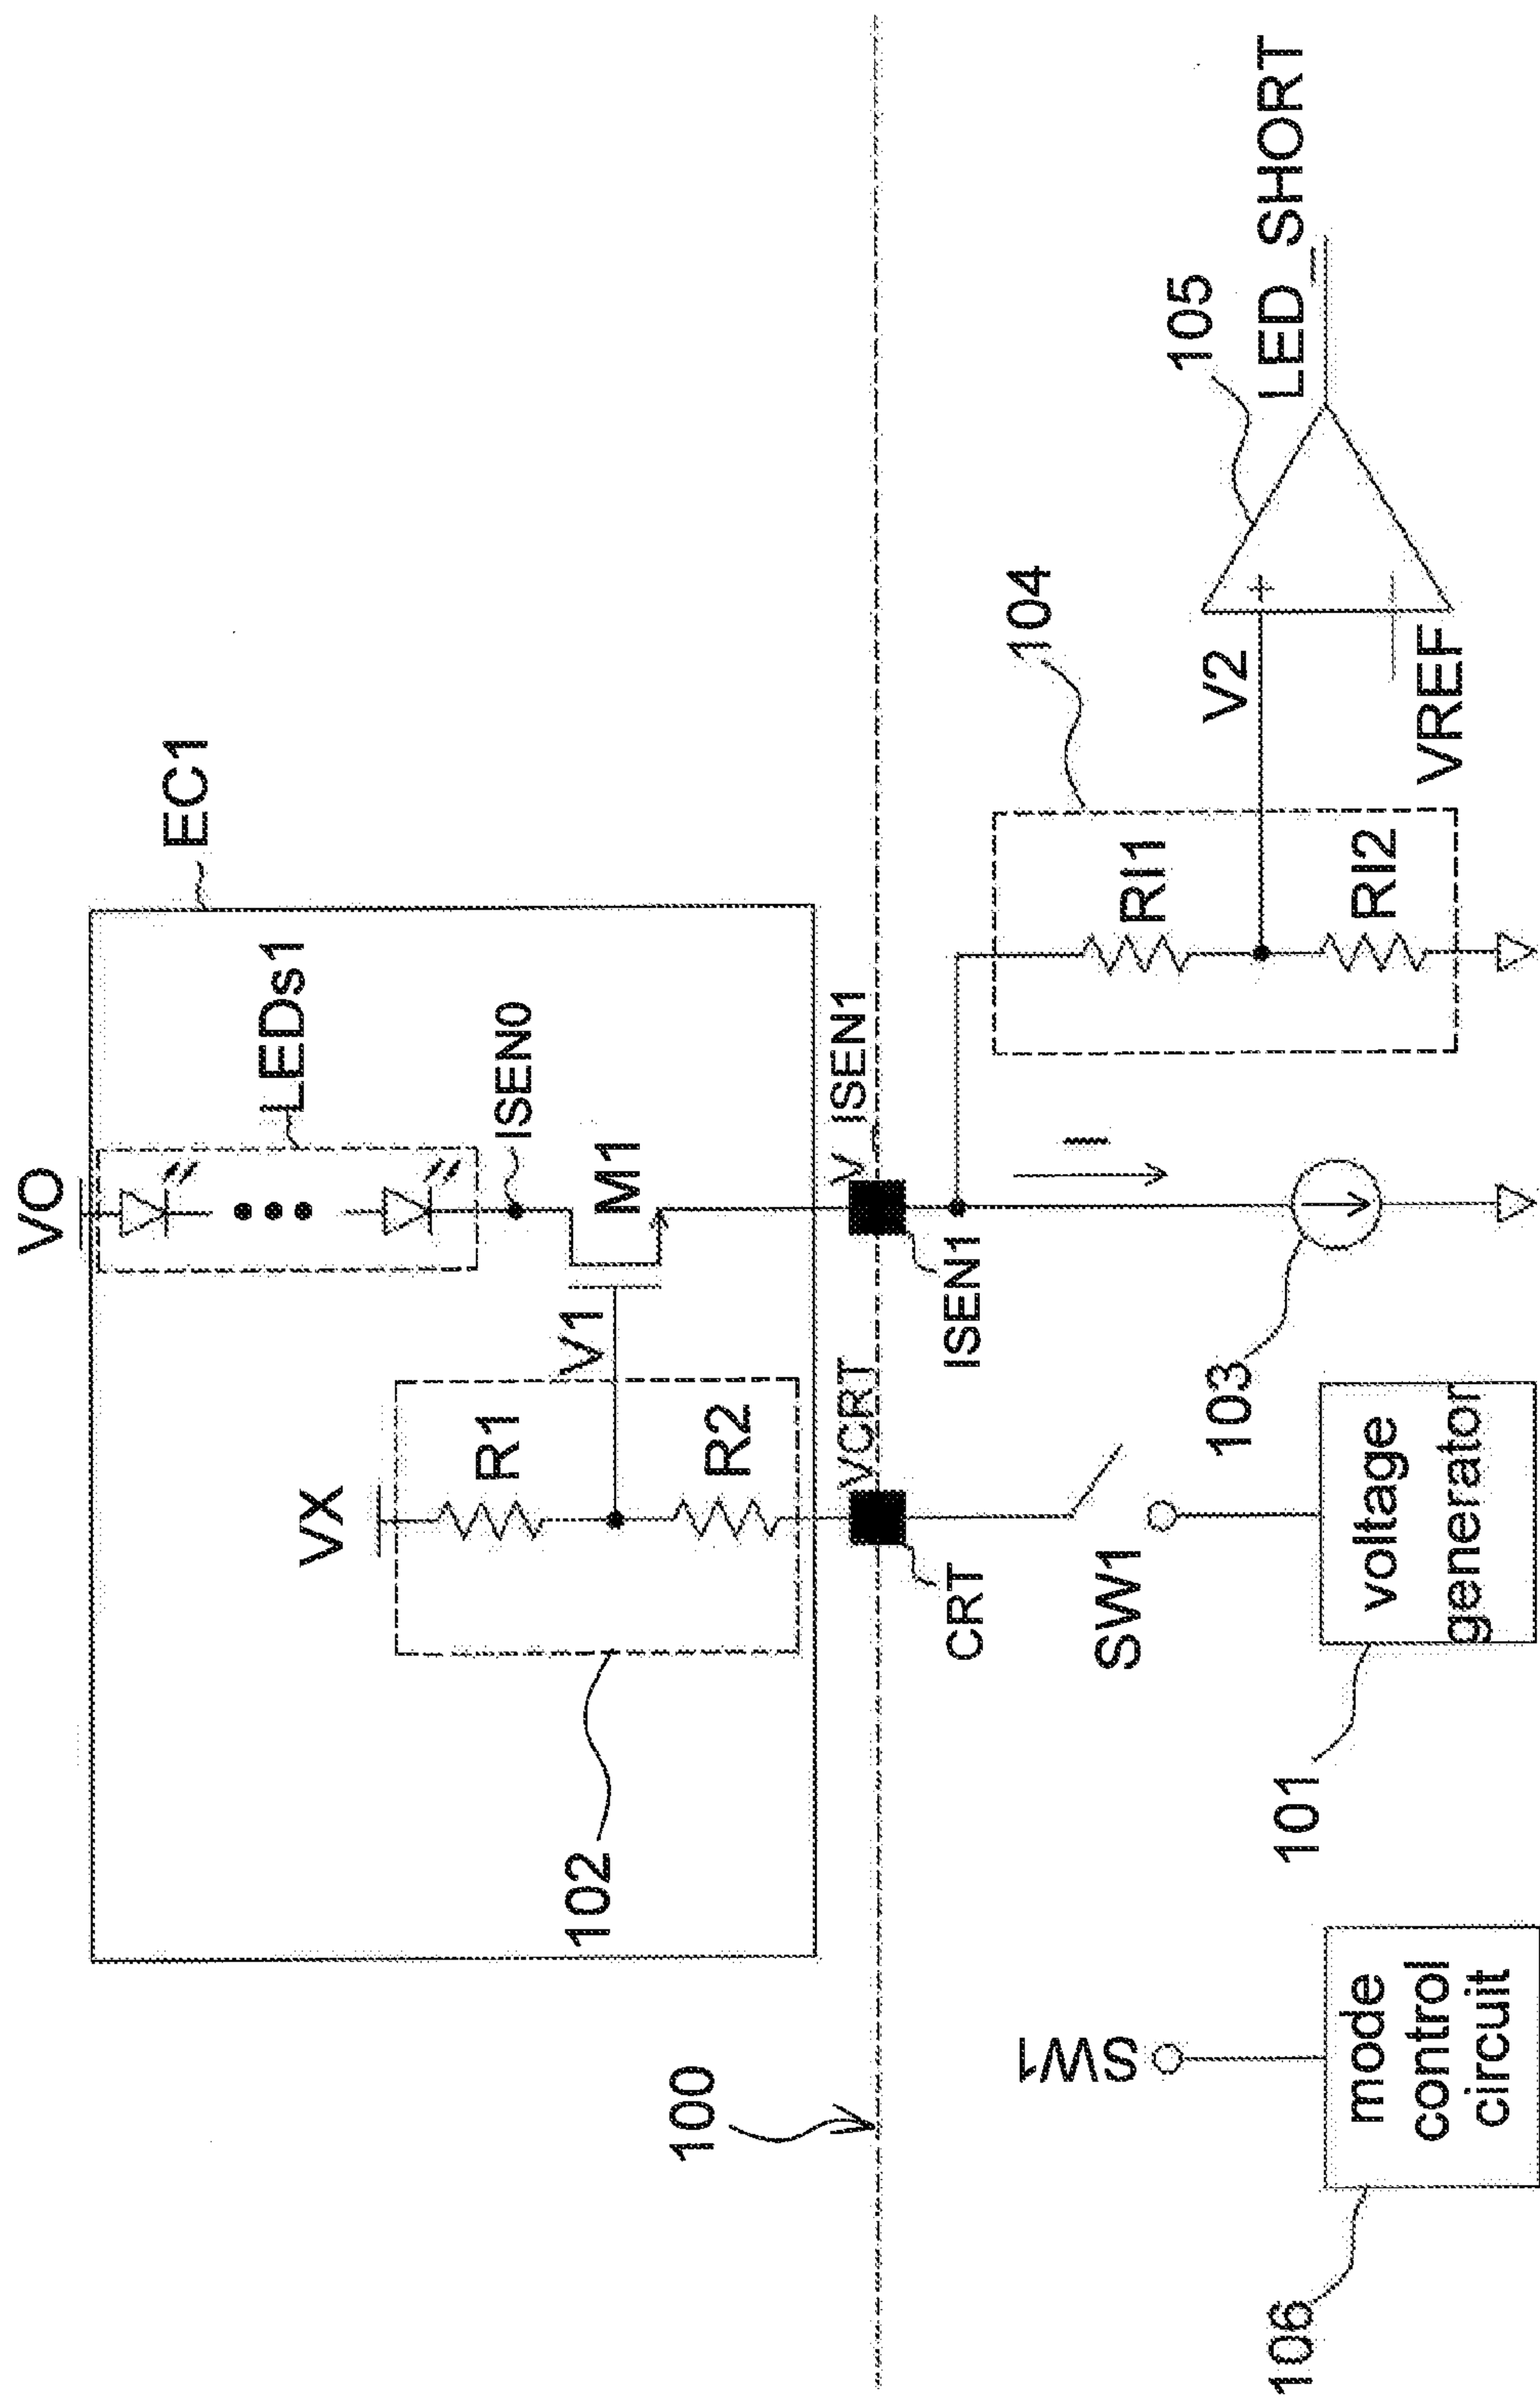 VO
EC1
LEDs1
VX
ISEN0
R1
V1
M1
102
R2
100
VCRT
V_ISEN1
CRT
ISEN1
104
SW1
SW1
I
RI1
105
V2
101
103
LED_SHORT
RI2
VREF
106
mode
control
circuit
voltage
generator
+